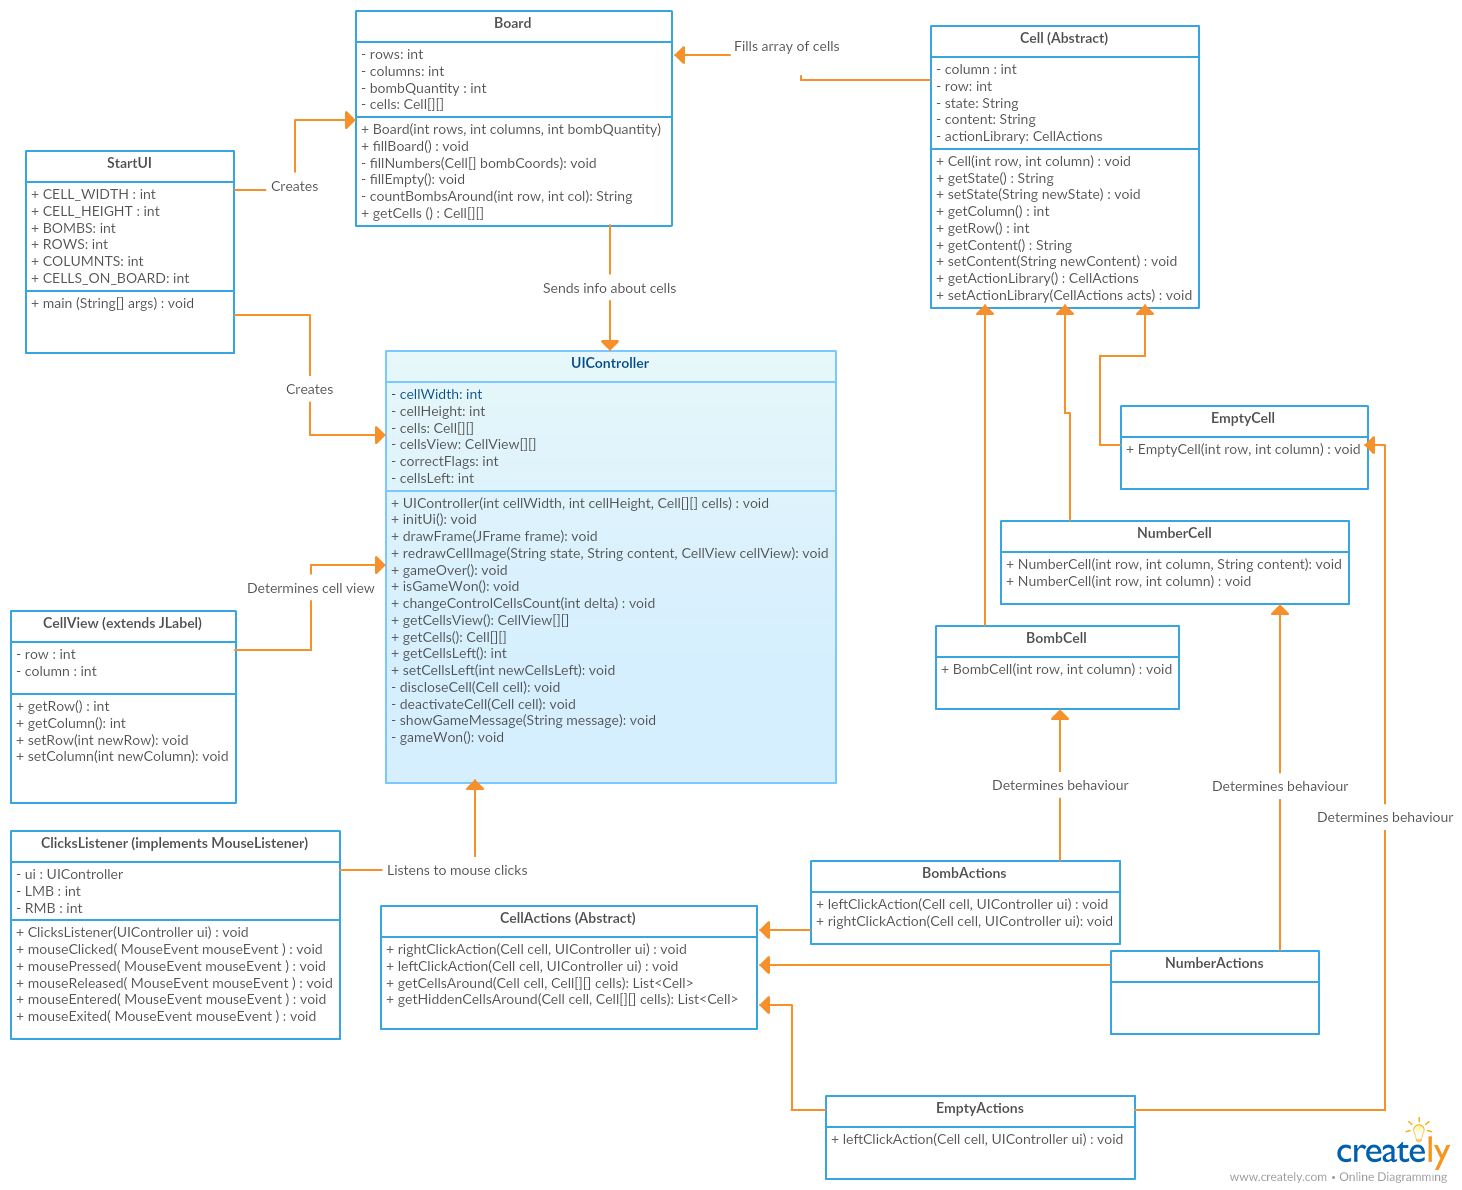 Board
- rows: int
- columns: int
- bombQuantity : int
- cells: Cell[][]
+ Board(int rows, int columns, int bombQuantity)
+ fillBoard() : void
- fillNumbers(Cell[] bombCoords): void
- fillEmpty(): void
- countBombsAround(int row, int col): String
+ getCells () : Cell[][]
Fills array of cells
Cell (Abstract)
- column : int
- row: int
- state: String
- content: String
- actionLibrary: CellActions
+ Cell(int row, int column) : void
+ getState() : String
+ setState(String newState) : void
+ getColumn() : int
+ getRow() : int
+ getContent() : String
+ setContent(String newContent) : void
+ getActionLibrary() : CellActions
+ setActionLibrary(CellActions acts) : void
StartUI
+ CELL_WIDTH : int
+ CELL_HEIGHT : int
+ BOMBS: int
+ ROWS: int
+ COLUMNTS: int
+ CELLS_ON_BOARD: int
+ main (String[] args) : void
Creates
Creates
Sends info about cells
UIController
- cellWidth: int
- cellHeight: int
- cells: Cell[][]
- cellsView: CellView[][]
- correctFlags: int
- cellsLeft: int
+ UIController(int cellWidth, int cellHeight, Cell[][] cells) : void
+ initUi(): void
+ drawFrame(JFrame frame): void
+ redrawCellImage(String state, String content, CellView cellView): void
+ gameOver(): void
+ isGameWon(): void
+ changeControlCellsCount(int delta) : void
+ getCellsView(): CellView[][]
+ getCells(): Cell[][]
+ getCellsLeft(): int
+ setCellsLeft(int newCellsLeft): void
- discloseCell(Cell cell): void
- deactivateCell(Cell cell): void
- showGameMessage(String message): void
- gameWon(): void
EmptyCell
+ EmptyCell(int row, int column) : void
NumberCell
+ NumberCell(int row, int column, String content): void
+ NumberCell(int row, int column) : void
BombCell
+ BombCell(int row, int column) : void
Determines cell view
CellView (extends JLabel)
- row : int
- column : int
+ getRow() : int
+ getColumn(): int
+ setRow(int newRow): void
+ setColumn(int newColumn): void
Determines behaviour
Determines behaviour
Determines behaviour
ClicksListener (implements MouseListener)
- ui : UIController
- LMB : int
- RMB : int
+ ClicksListener(UIController ui) : void
+ mouseClicked( MouseEvent mouseEvent ) : void
+ mousePressed( MouseEvent mouseEvent ) : void
+ mouseReleased( MouseEvent mouseEvent ) : void
+ mouseEntered( MouseEvent mouseEvent ) : void
+ mouseExited( MouseEvent mouseEvent ) : void
Listens to mouse clicks
CellActions (Abstract)
+ rightClickAction(Cell cell, UIController ui) : void
+ leftClickAction(Cell cell, UIController ui) : void
+ getCellsAround(Cell cell, Cell[][] cells): List<Cell>
+ getHiddenCellsAround(Cell cell, Cell[][] cells): List<Cell>
BombActions
+ leftClickAction(Cell cell, UIController ui) : void
+ rightClickAction(Cell cell, UIController ui): void
NumberActions
EmptyActions
+ leftClickAction(Cell cell, UIController ui) : void
creately
www.creately.com • Online Diagramming